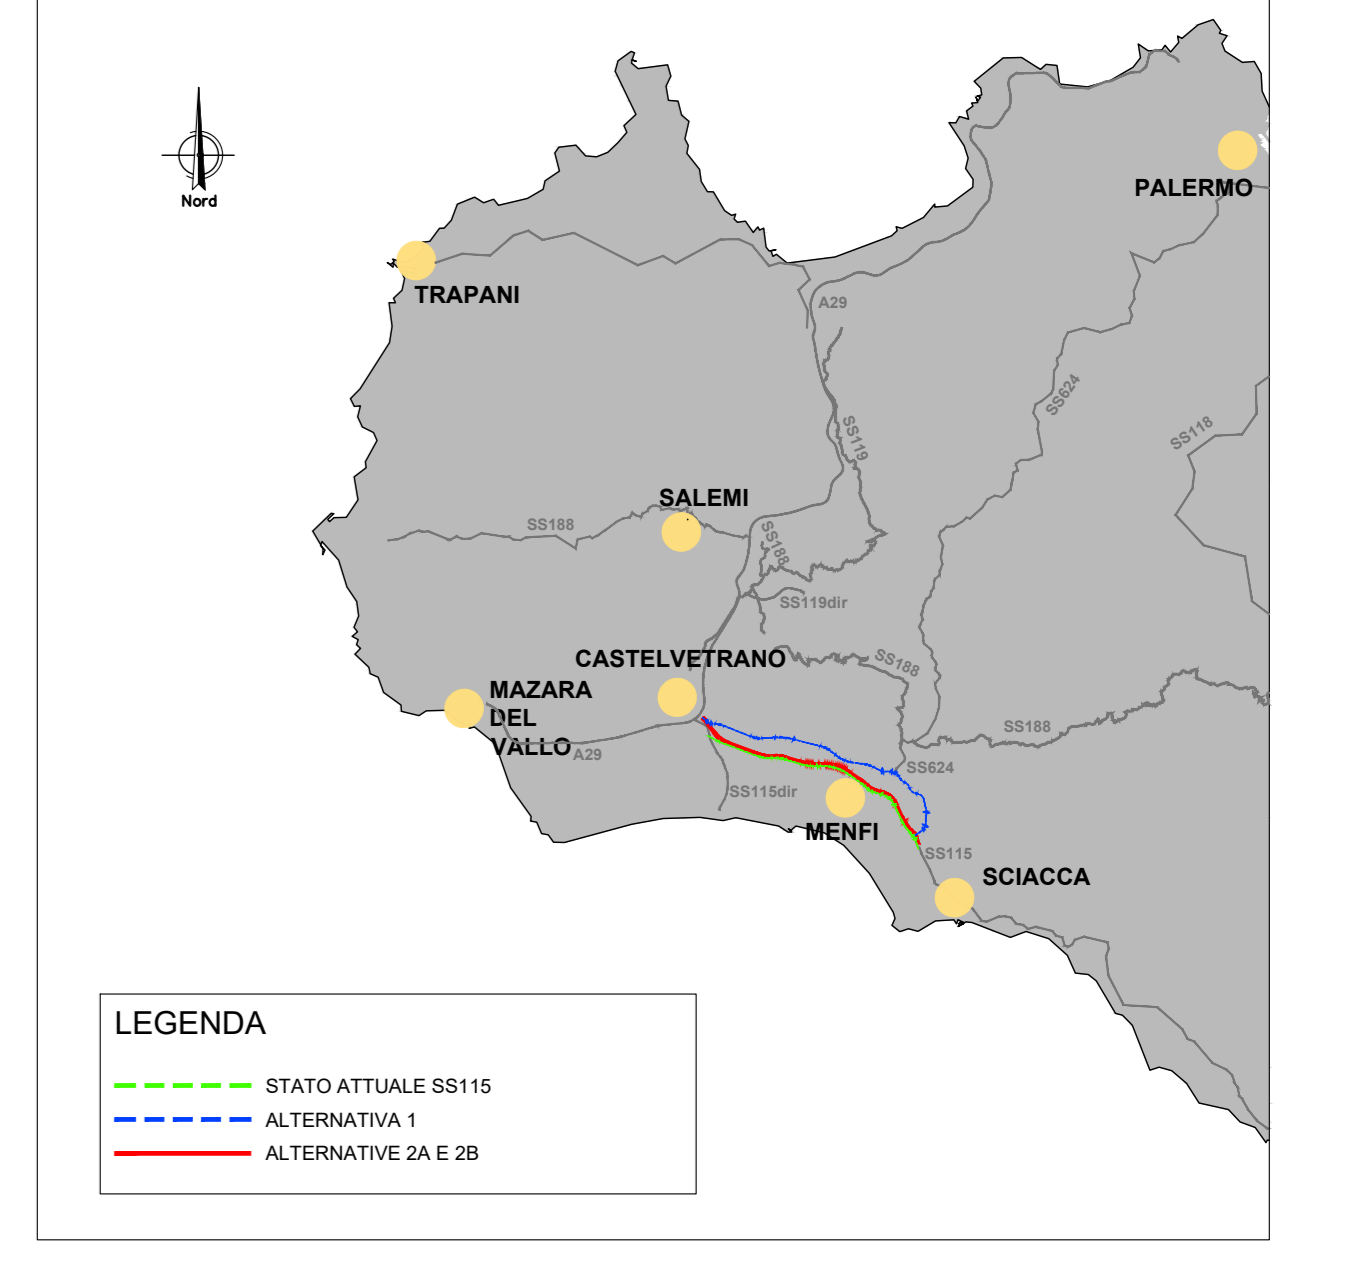 Nord
PALERMO
TRAPANI
A29
SS624
SS119
SS118
SALEMI
SS188
SS188
SS119dir
CASTELVETRANO
SS188
MAZARA
DEL
VALLO
A29
SS188
SS624
SS115dir
MENFI
SS115
SCIACCA
LEGENDA
STATO ATTUALE SS115
ALTERNATIVA 1
ALTERNATIVE 2A E 2B